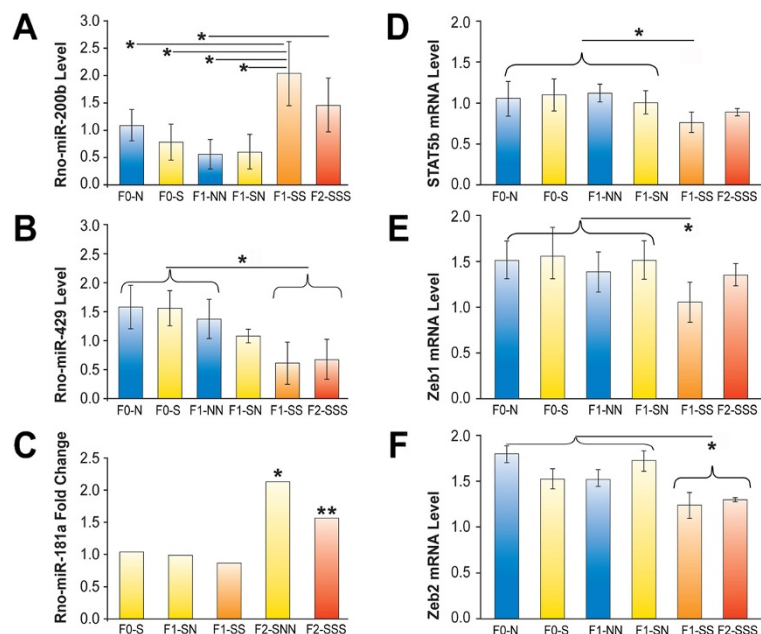 A
Rno-miR-200b Level
3.0
2.5
2.0
1.5
1.0
0.5
0.0
* * * * *
F0-N F0-S F1-NN F1-SN F1-SS F2-SSS
B
Rno-miR-429 Level
3.0
2.5
2.0
1.5
1.0
0.5
0.0
*
F0-N F0-S F1-NN F1-SN F1-SS F2-SSS
C
Rno-miR-181a Fold Change
2.5
2.0
1.5
1.0
0.5
0.0
* **
F0-S F1-SN F1-SS F2-SNN F2-SSS
D
STAT5b mRNA Level
2.0
1.5
1.0
0.5
0.0
*
F0-N F0-S F1-NN F1-SN F1-SS F2-SSS
E
Zeb1 mRNA Level
2.0
1.5
1.0
0.5
0.0
*
F0-N F0-S F1-NN F1-SN F1-SS F2-SSS
F
Zeb2 mRNA Level
2.0
1.5
1.0
1.5
0.0
*
F0-N F0-S F1-NN F1-SN F1-SS F2-SSS